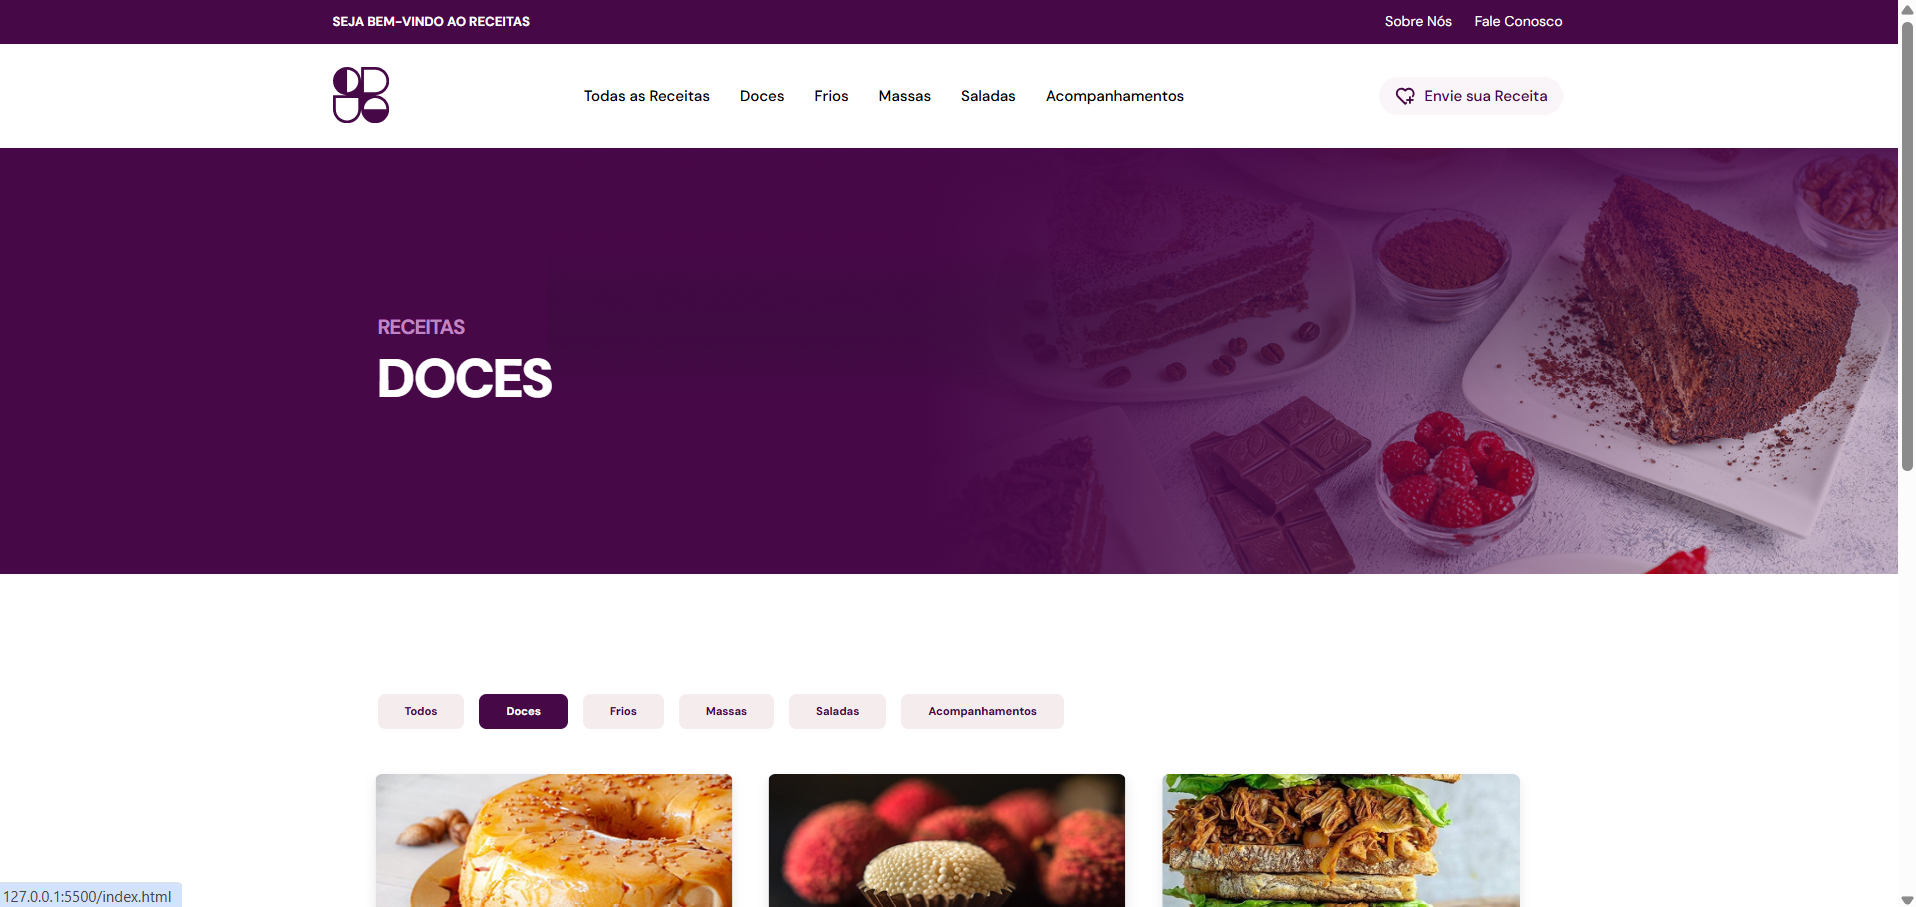 SEJA BEM-VINDO AO RECEITAS
Sobre Nós Fale Conosco
Todas as Receitas Doces Frios Massas Saladas Acompanhamentos
Envie sua Receita
RECEITAS
DOCES
Todos Doces Frios Massas Saladas Acompanhamentos
127.0.0.1:5500/index.html